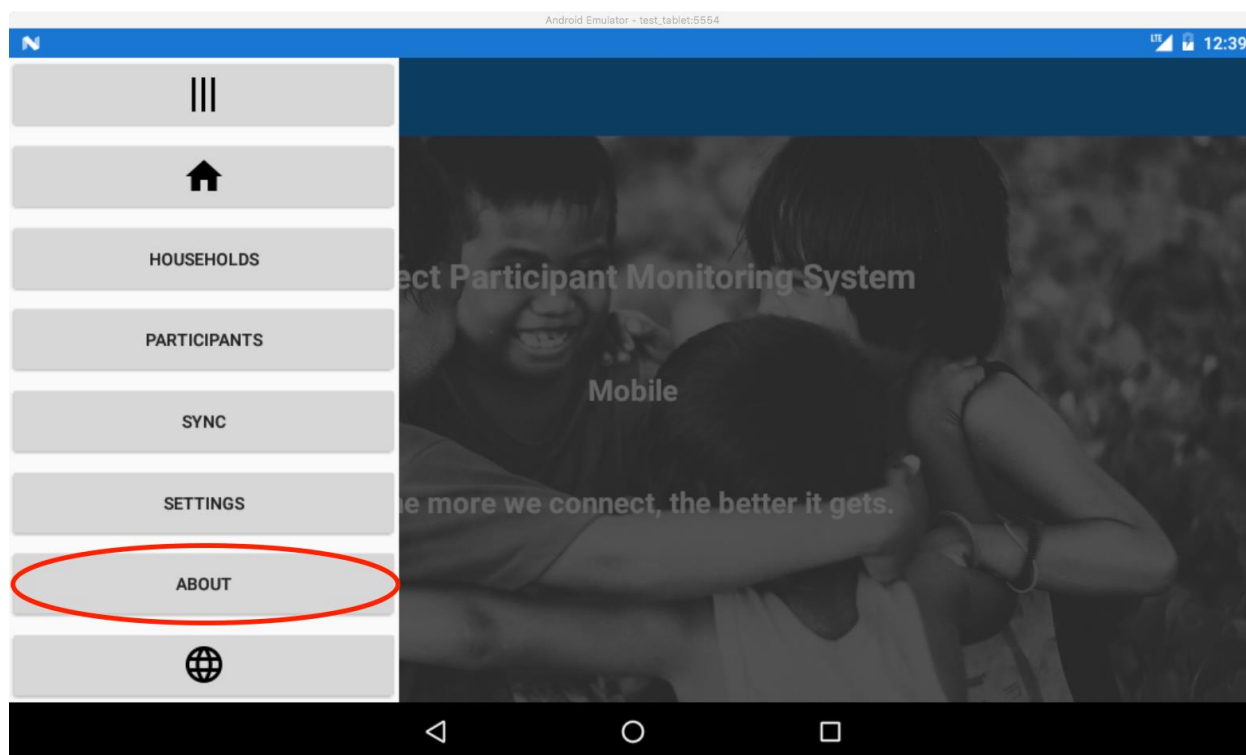 Android Emulator - test_tablet:5554
LTE 12:39
HOUSEHOLDS
ect Participant Monitoring System
PARTICIPANTS
Mobile
SYNC
SETTINGS
e more we connect, the better it gets.
ABOUT